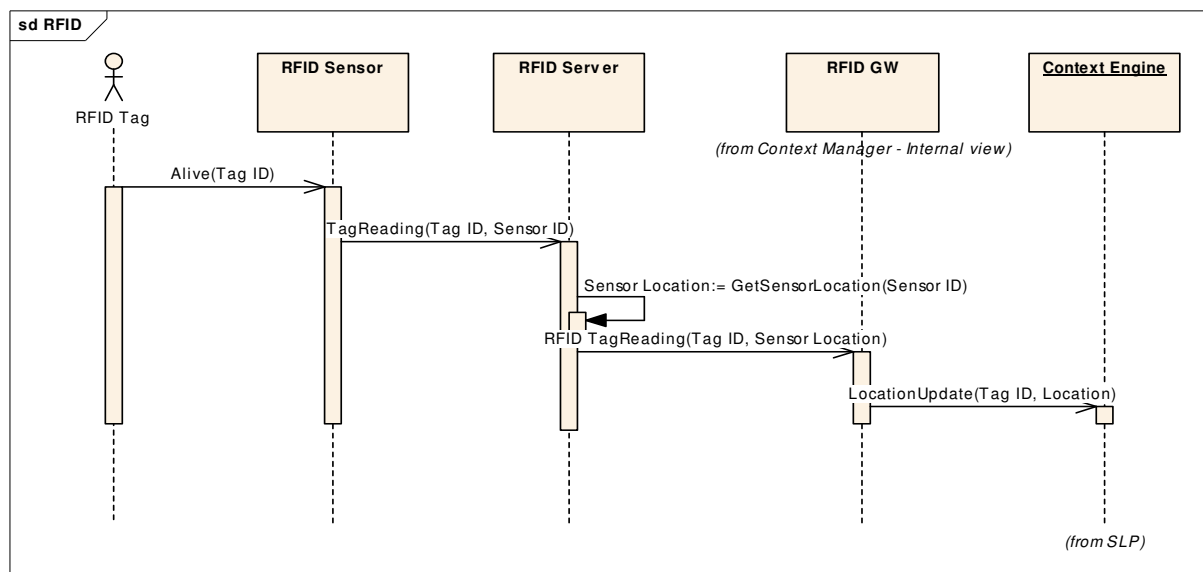 sd RFID
RFID Tag
RFID Sensor
RFID Server
RFID GW
Context Engine
(from Context Manager - Internal view)
Alive(Tag ID)
TagReading(Tag ID, Sensor ID)
Sensor Location:= GetSensorLocation(Sensor ID)
RFID TagReading(Tag ID, Sensor Location)
LocationUpdate(Tag ID, Location)
(from SLP)